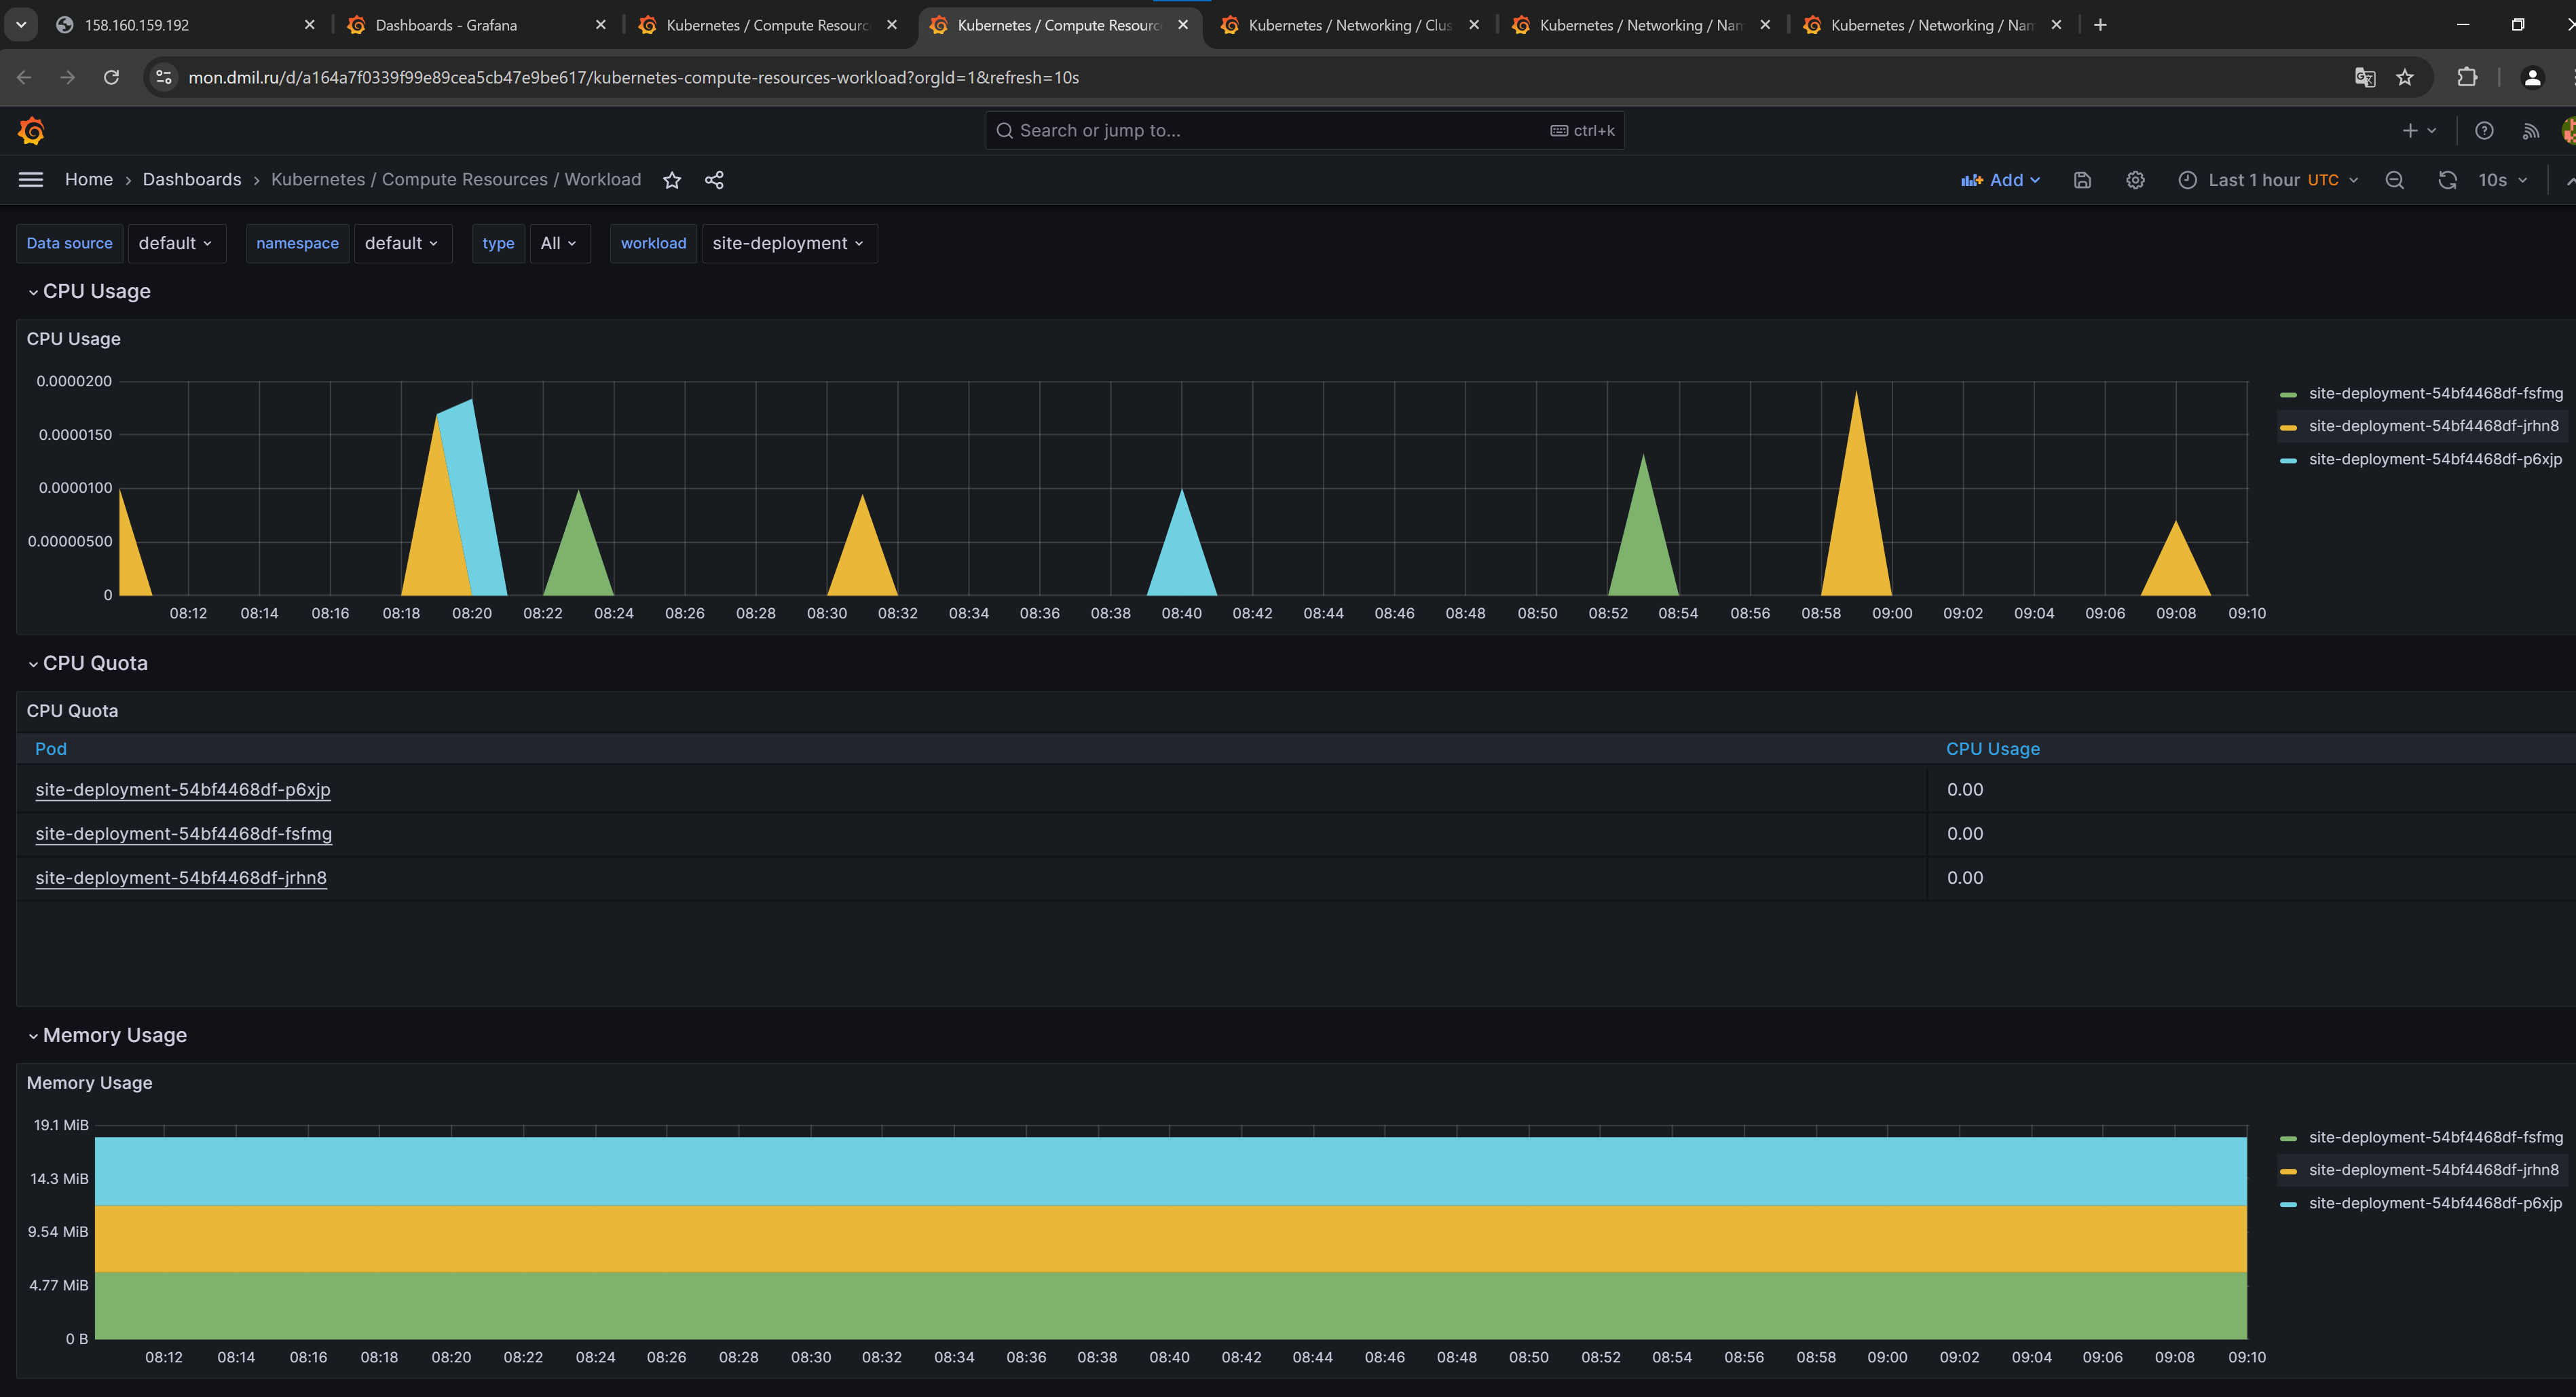 158.160.159.192
Dashboards - Grafana
Kubernetes / Compute Resourc
Kubernetes / Compute Resourc
Kubernetes / Networking / Clus
Kubernetes / Networking / Nam
Kubernetes / Networking / Nam
mon.dmil.ru/d/a164a7f0339f99e89cea5cb47e9be617/kubernetes-compute-resources-workload?orgId=1&refresh=10s
Search or jump to... ctrl+k
Home › Dashboards › Kubernetes / Compute Resources / Workload
Add Last 1 hour UTC 10s
Data source default namespace default type All workload site-deployment
CPU Usage
CPU Usage
0.0000200
0.0000150
0.0000100
0.00000500
0
08:12 08:14 08:16 08:18 08:20 08:22 08:24 08:26 08:28 08:30 08:32 08:34 08:36 08:38 08:40 08:42 08:44 08:46 08:48 08:50 08:52 08:54 08:56 08:58 09:00 09:02 09:04 09:06 09:08 09:10
site-deployment-54bf4468df-fsfmg
site-deployment-54bf4468df-jrhn8
site-deployment-54bf4468df-p6xjp
CPU Quota
CPU Quota
Pod CPU Usage
site-deployment-54bf4468df-p6xjp 0.00
site-deployment-54bf4468df-fsfmg 0.00
site-deployment-54bf4468df-jrhn8 0.00
Memory Usage
Memory Usage
19.1 MiB
14.3 MiB
9.54 MiB
4.77 MiB
0 B
08:12 08:14 08:16 08:18 08:20 08:22 08:24 08:26 08:28 08:30 08:32 08:34 08:36 08:38 08:40 08:42 08:44 08:46 08:48 08:50 08:52 08:54 08:56 08:58 09:00 09:02 09:04 09:06 09:08 09:10
site-deployment-54bf4468df-fsfmg
site-deployment-54bf4468df-jrhn8
site-deployment-54bf4468df-p6xjp